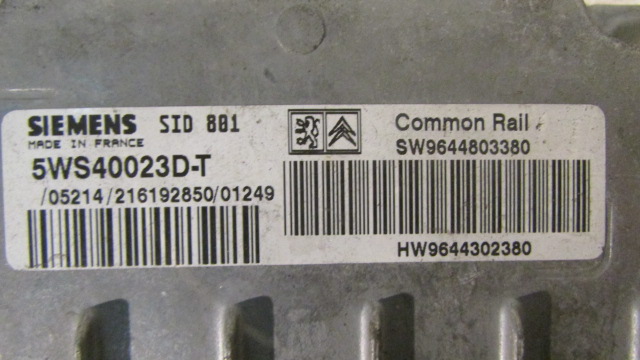 SIEMENS SID 801
MADE IN FRANCE
5WS40023D-T
/05214/216192850/01249
Common Rail
SW9644803380
HW9644302380